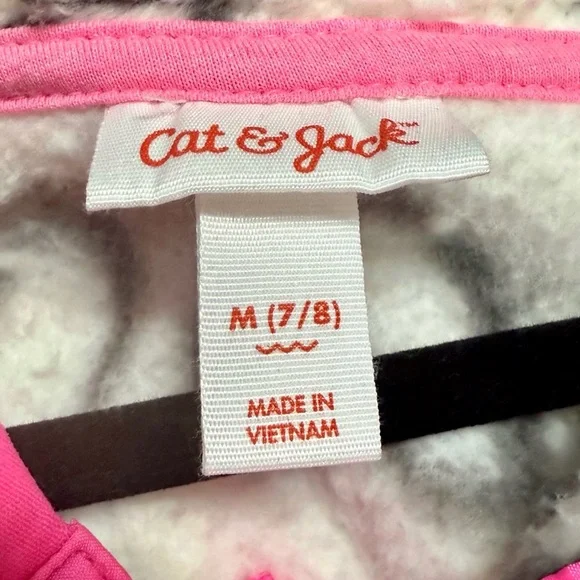 Cat & Jack™
M (7/8)
MADE IN
VIETNAM